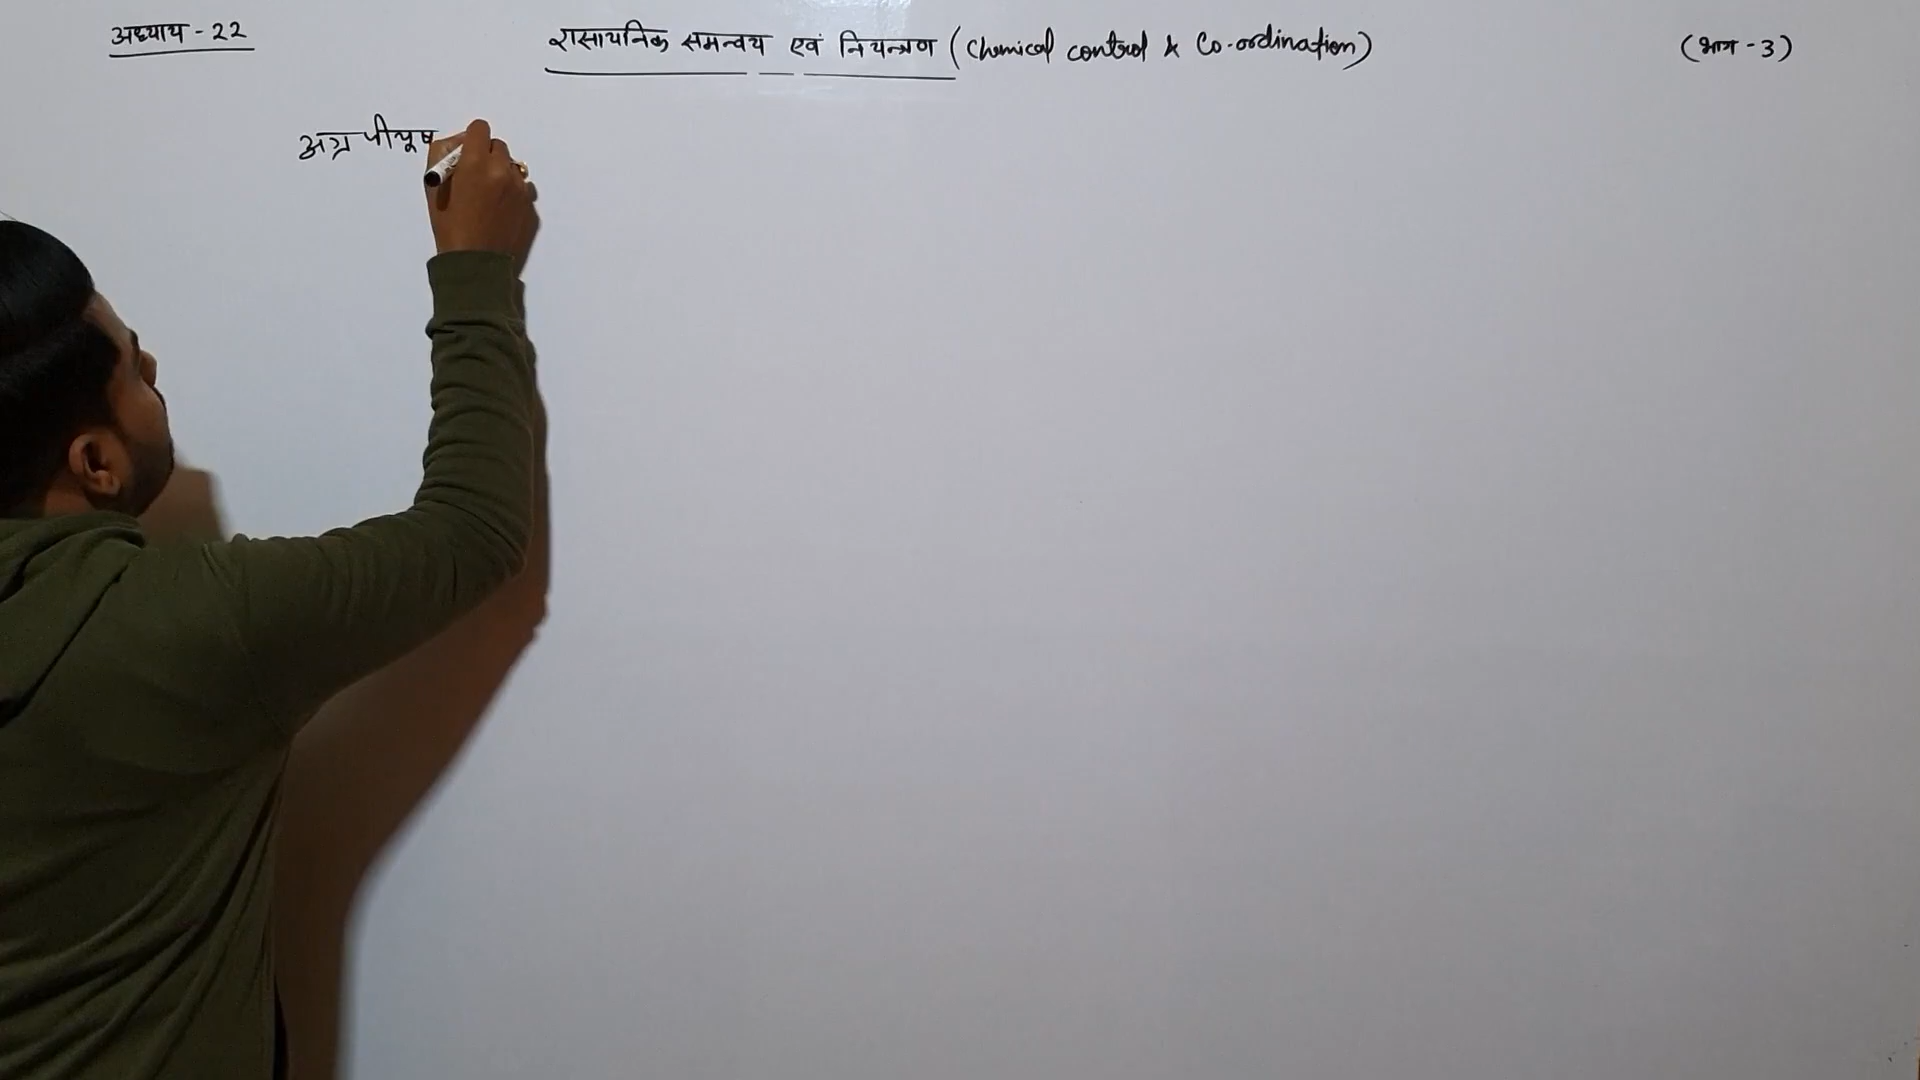 अध्याय - 22
रासायनिक समन्वय एवं नियन्त्रण (Chemical control & Co-ordination)
(भाग - 3)
अग्र पीयूष